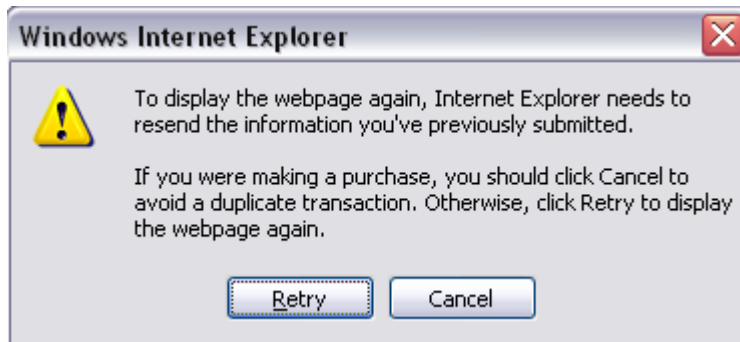 Windows Internet Explorer
To display the webpage again, Internet Explorer needs to
resend the information you've previously submitted.
If you were making a purchase, you should click Cancel to
avoid a duplicate transaction. Otherwise, click Retry to display
the webpage again.
Retry Cancel